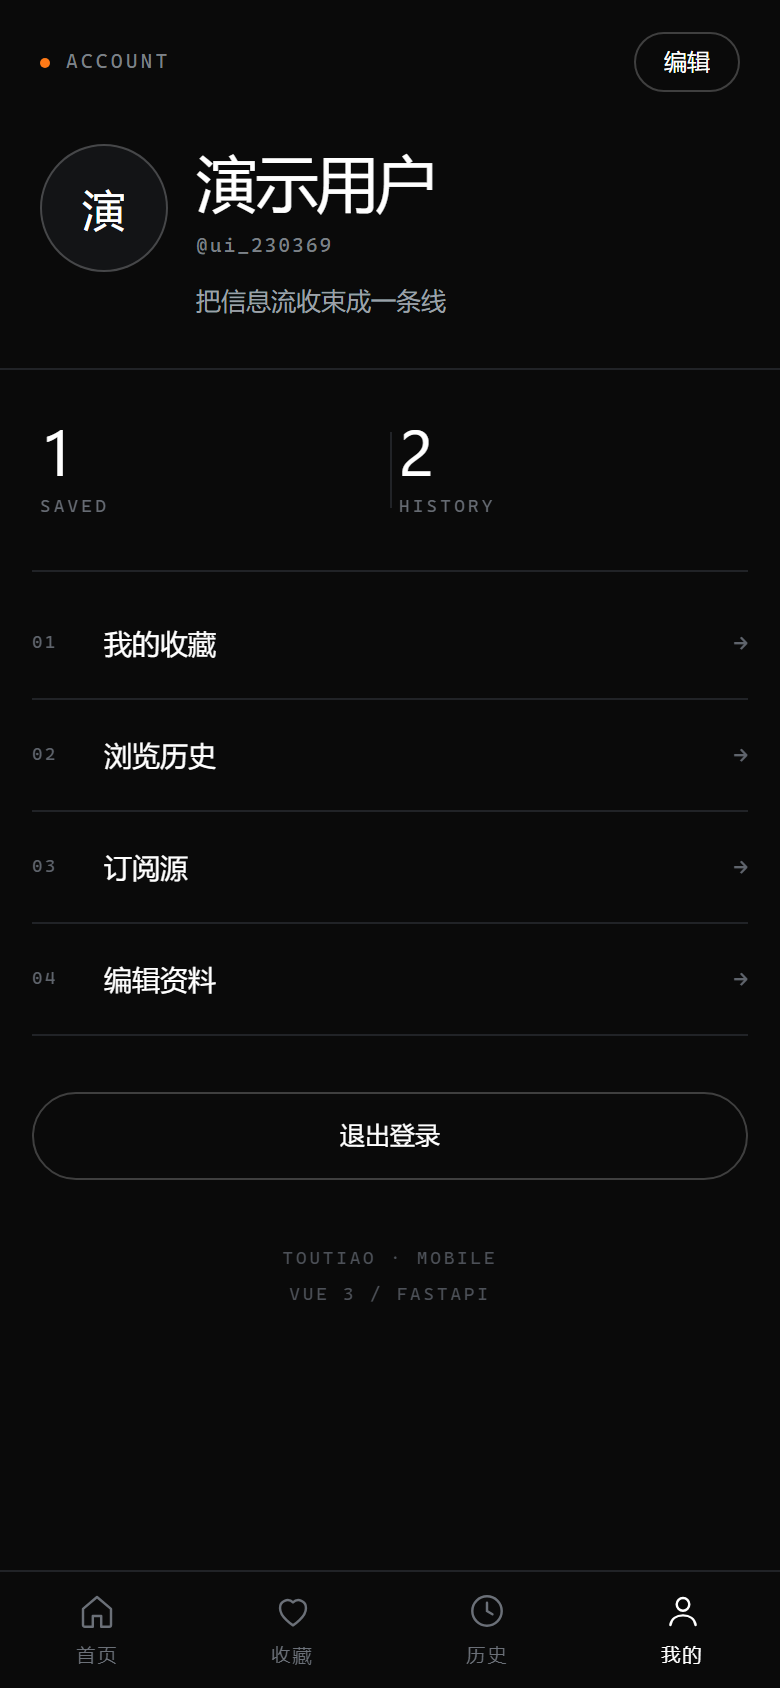 ACCOUNT
编辑
演
演示用户
@ui_230369
把信息流收束成一条线
1
SAVED
2
HISTORY
01 我的收藏 →
02 浏览历史 →
03 订阅源 →
04 编辑资料 →
退出登录
TOUTIAO · MOBILE
VUE 3 / FASTAPI
首页 收藏 历史 我的